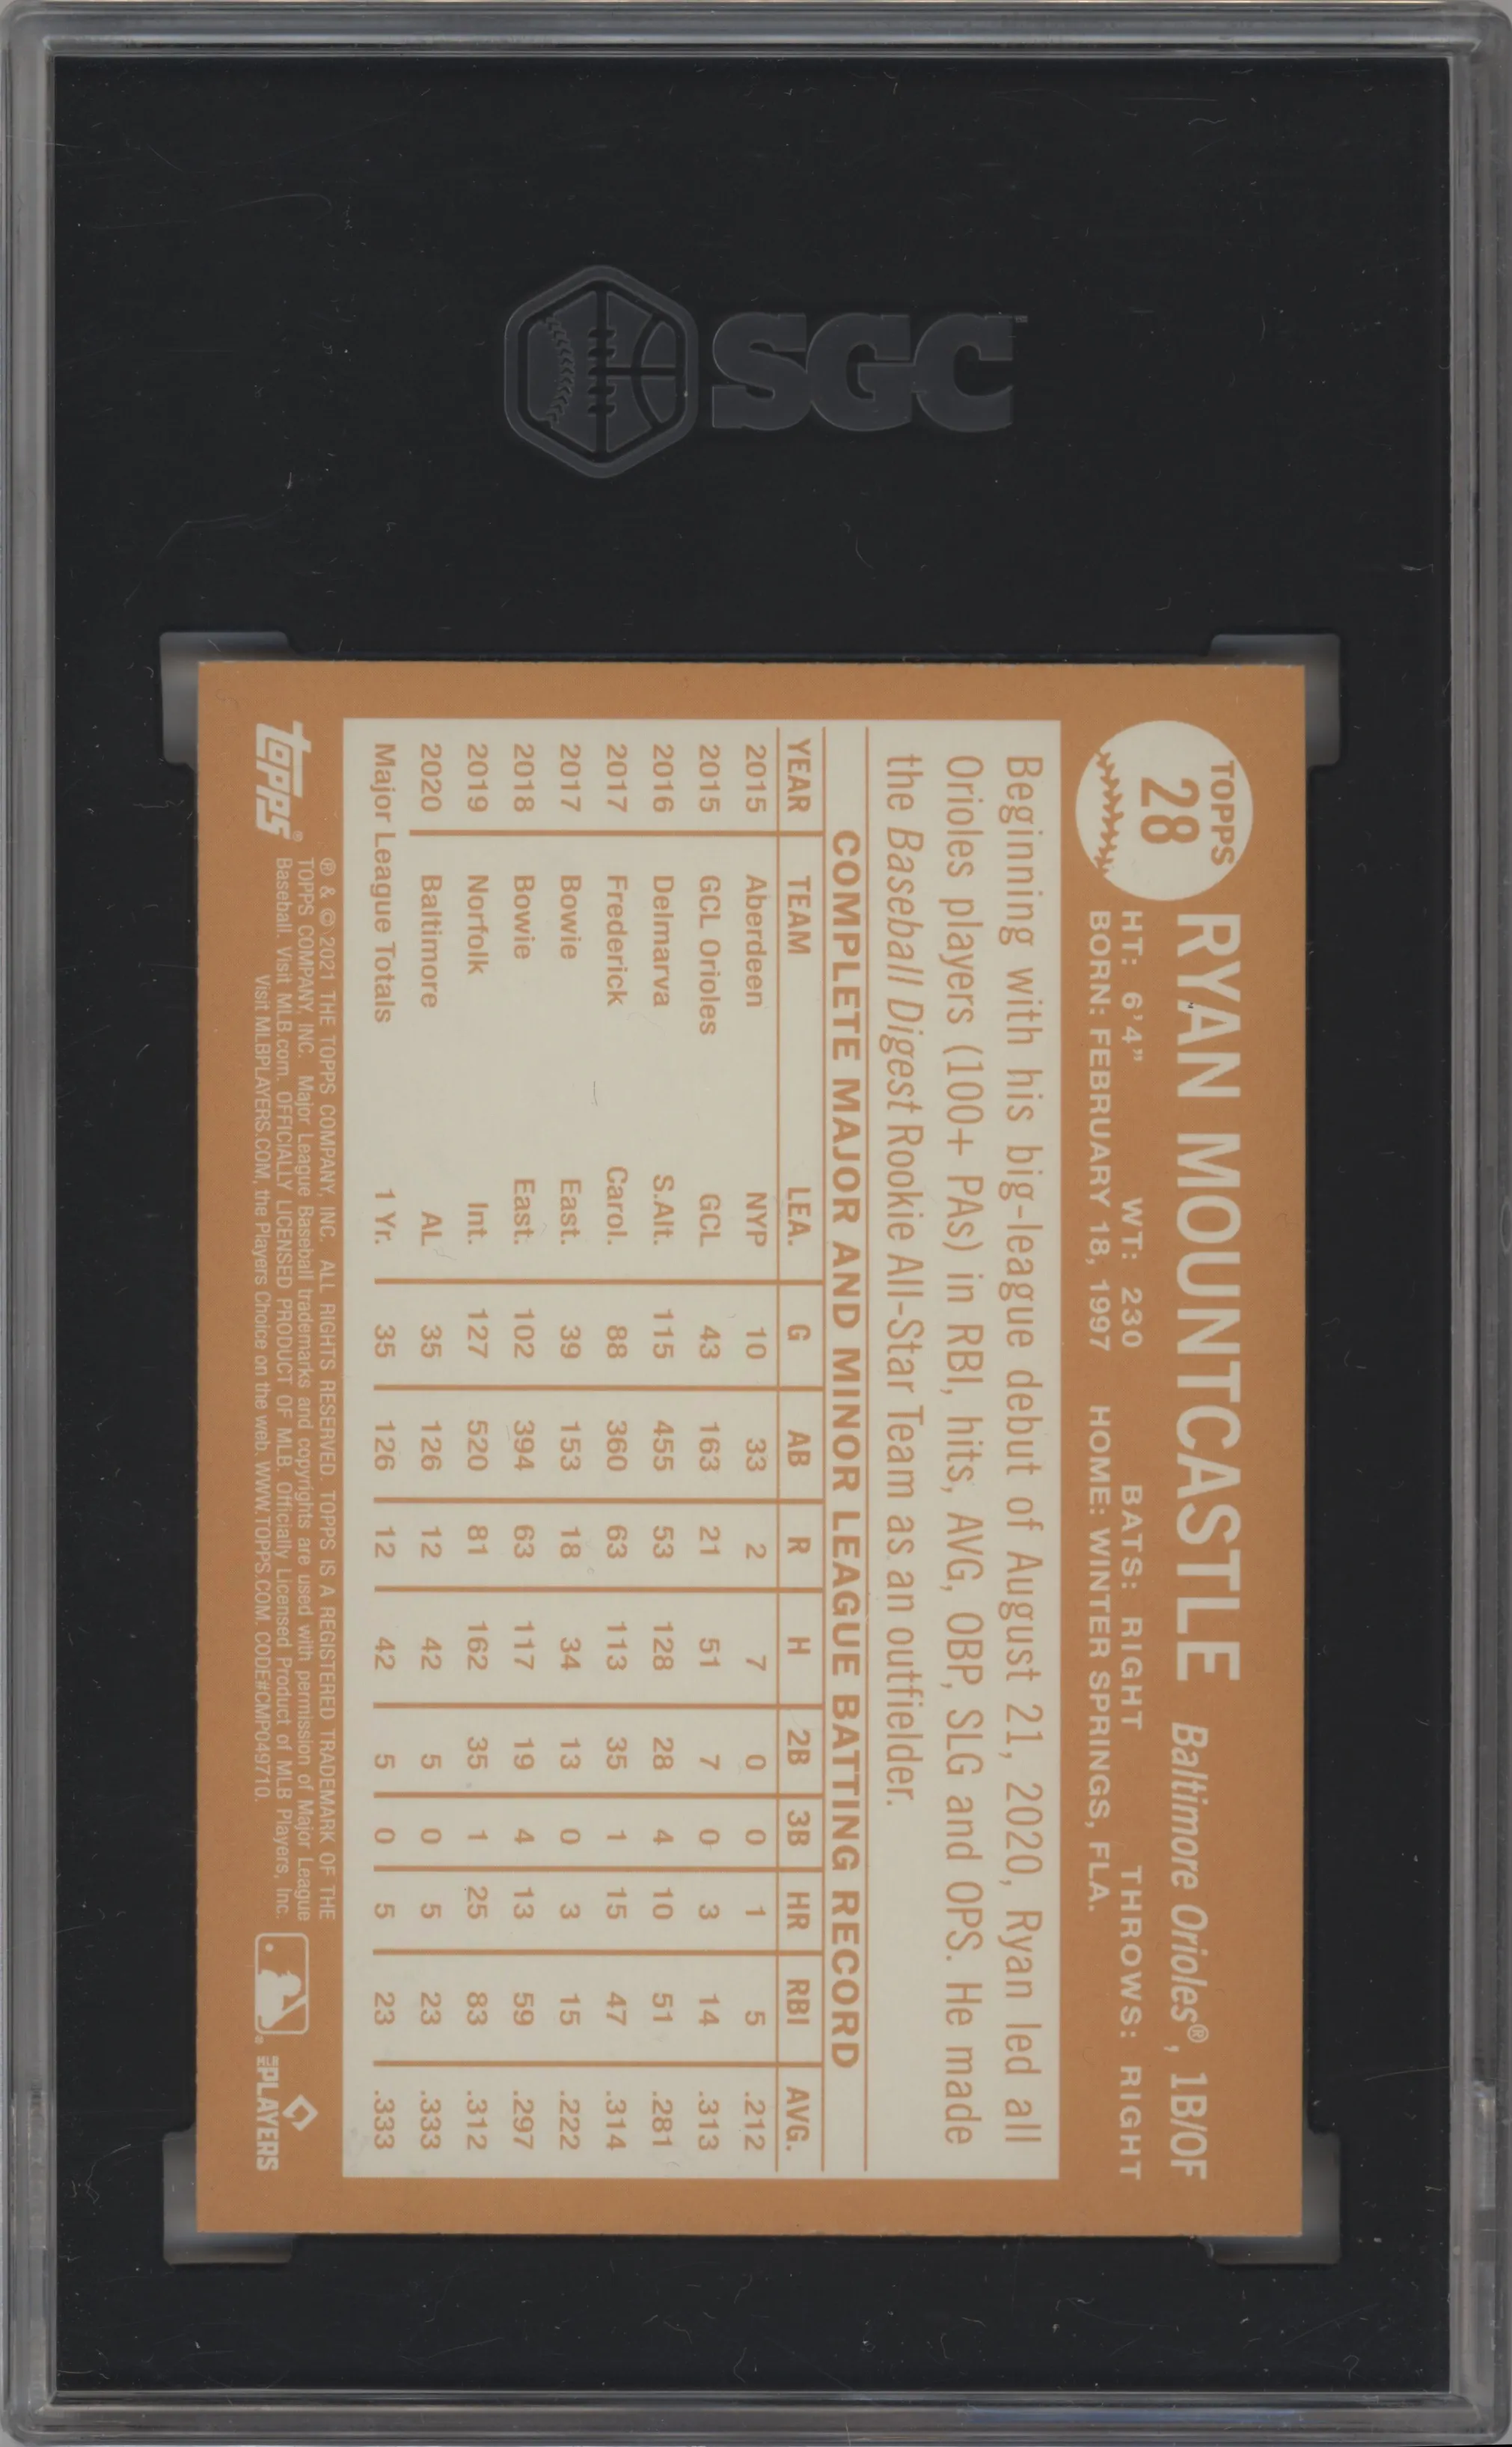 SGC
TOPPS
28
RYAN MOUNTCASTLE Baltimore Orioles®, 1B/OF
HT: 6'4" WT: 230 BATS: RIGHT THROWS: RIGHT
BORN: FEBRUARY 18, 1997 HOME: WINTER SPRINGS, FLA.
Beginning with his big-league debut of August 21, 2020, Ryan led all
Orioles players (100+ PAs) in RBI, hits, AVG, OBP, SLG and OPS. He made
the Baseball Digest Rookie All-Star Team as an outfielder.
COMPLETE MAJOR AND MINOR LEAGUE BATTING RECORD
YEAR TEAM LEA. G AB R H 2B 3B HR RBI AVG.
2015 Aberdeen NYP 10 33 2 7 0 0 1 5 .212
2015 GCL Orioles GCL 43 163 21 51 7 0 3 14 .313
2016 Delmarva S.Alt. 115 455 53 128 28 4 10 51 .281
2017 Frederick Carol. 88 360 63 113 35 1 15 47 .314
2017 Bowie East. 39 153 18 34 13 0 3 15 .222
2018 Bowie East. 102 394 63 117 19 4 13 59 .297
2019 Norfolk Int. 127 520 81 162 35 1 25 83 .312
2020 Baltimore AL 35 126 12 42 5 0 5 23 .333
Major League Totals 1 Yr. 35 126 12 42 5 0 5 23 .333
topps®
® & © 2021 THE TOPPS COMPANY, INC. ALL RIGHTS RESERVED. TOPPS IS A REGISTERED TRADEMARK OF THE
TOPPS COMPANY, INC. Major League Baseball trademarks and copyrights are used with permission of Major League
Baseball. Visit MLB.com. OFFICIALLY LICENSED PRODUCT OF MLB. Officially Licensed Product of MLB Players, Inc.
Visit MLBPLAYERS.COM, the Players Choice on the web. WWW.TOPPS.COM. CODE#CMP049710.
MLB PLAYERS